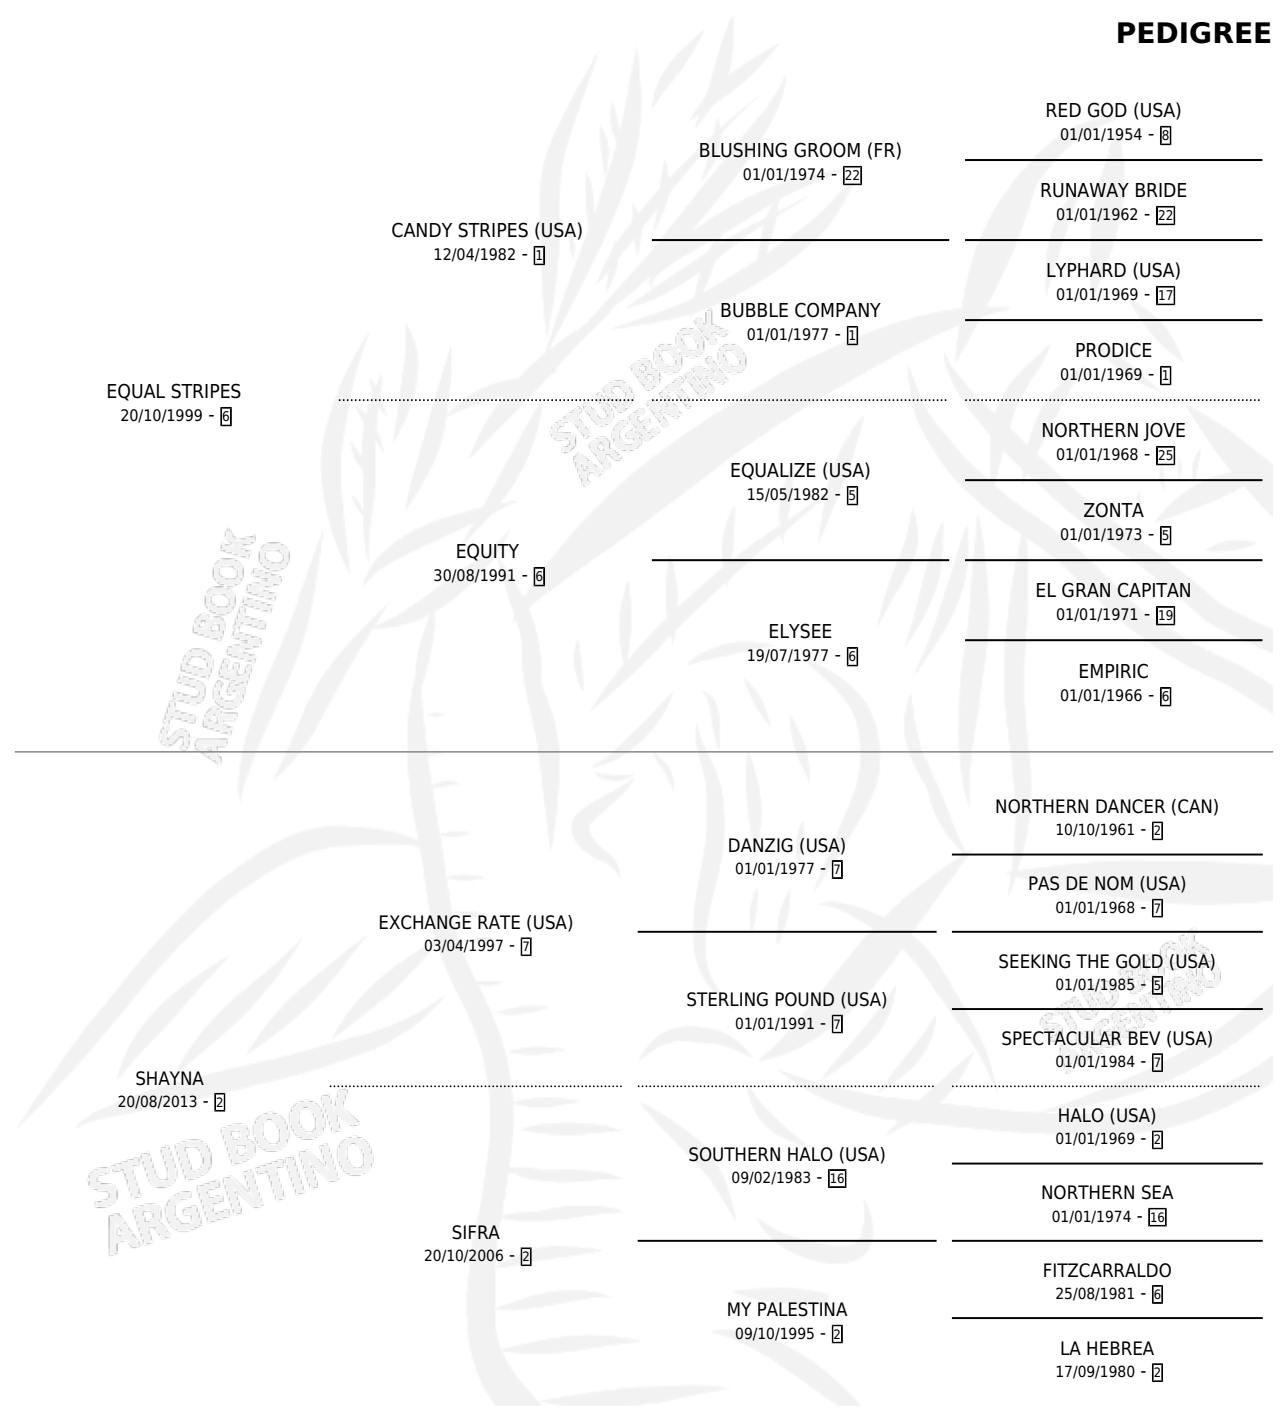 PEDIGREE
RED GOD (USA)
01/01/1954 - 8
BLUSHING GROOM (FR)
01/01/1974 - 22
RUNAWAY BRIDE
01/01/1962 - 22
CANDY STRIPES (USA)
12/04/1982 - 1
LYPHARD (USA)
01/01/1969 - 17
BUBBLE COMPANY
01/01/1977 - 1
PRODICE
01/01/1969 - 1
EQUAL STRIPES
20/10/1999 - 6
NORTHERN JOVE
01/01/1968 - 25
EQUALIZE (USA)
15/05/1982 - 5
ZONTA
01/01/1973 - 5
EQUITY
30/08/1991 - 6
EL GRAN CAPITAN
01/01/1971 - 19
ELYSEE
19/07/1977 - 6
EMPIRIC
01/01/1966 - 6
STUD BOOK
ARGENTINO
STUD BOOK
ARGENTINO
NORTHERN DANCER (CAN)
10/10/1961 - 2
DANZIG (USA)
01/01/1977 - 7
PAS DE NOM (USA)
01/01/1968 - 7
EXCHANGE RATE (USA)
03/04/1997 - 7
SEEKING THE GOLD (USA)
01/01/1985 - 5
STERLING POUND (USA)
01/01/1991 - 7
SPECTACULAR BEV (USA)
01/01/1984 - 7
SHAYNA
20/08/2013 - 2
HALO (USA)
01/01/1969 - 2
SOUTHERN HALO (USA)
09/02/1983 - 16
NORTHERN SEA
01/01/1974 - 16
SIFRA
20/10/2006 - 2
FITZCARRALDO
25/08/1981 - 6
MY PALESTINA
09/10/1995 - 2
LA HEBREA
17/09/1980 - 2
STUD BOOK
ARGENTINO
STUD BOOK
ARGENTINO